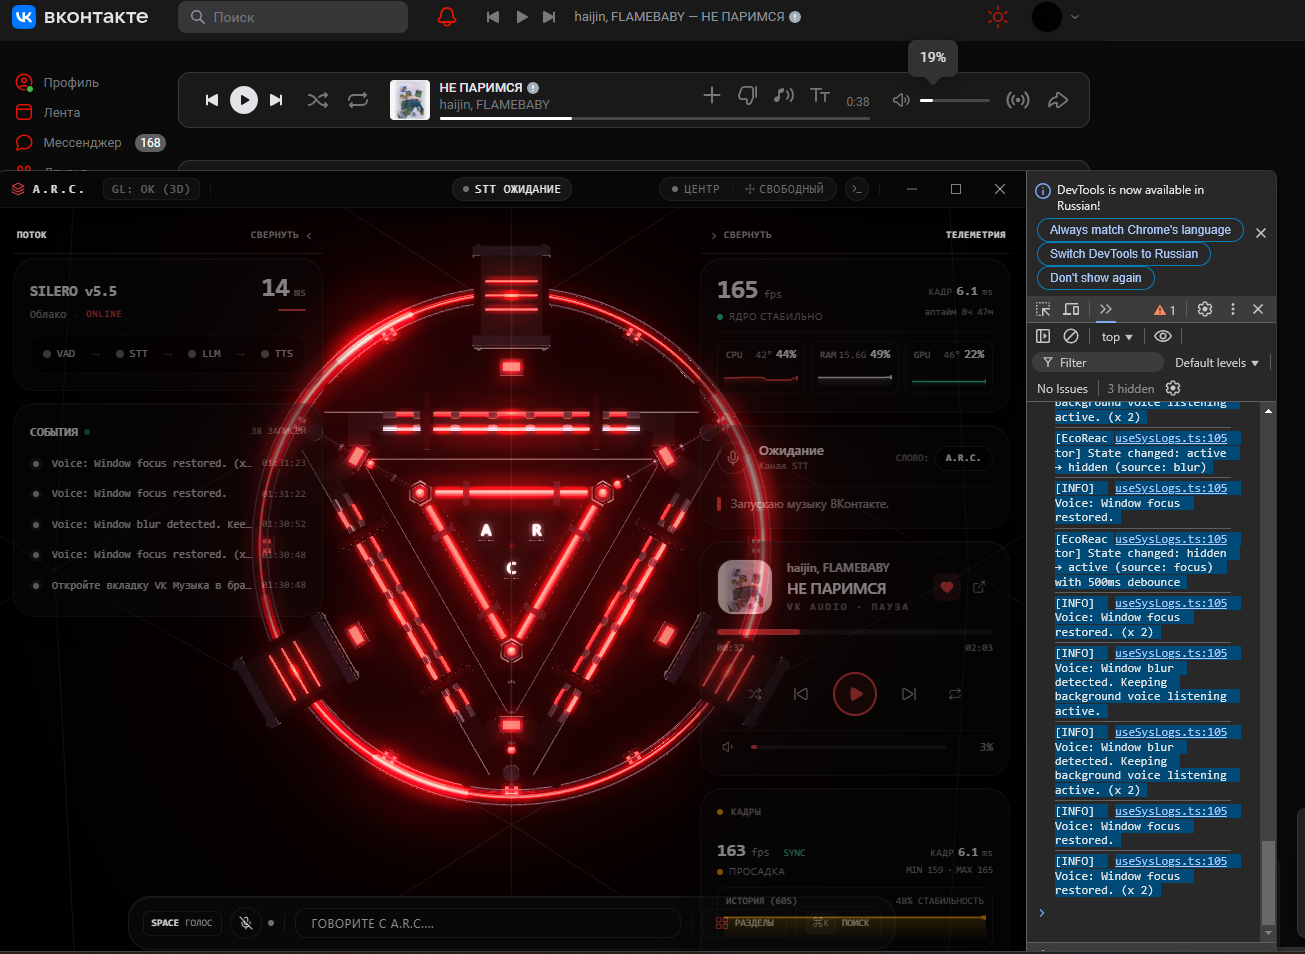 вконтакте
Поиск
haijin, FLAMEBABY — НЕ ПАРИМСЯ
19%
Профиль
Лента
Мессенджер 168
НЕ ПАРИМСЯ
haijin, FLAMEBABY
0:38
A.R.C.
GL: OK (3D)
STT ОЖИДАНИЕ
ЦЕНТР
СВОБОДНЫЙ
ПОТОК
СВЕРНУТЬ
SILERO v5.5
14 ms
Облако · ONLINE
VAD → STT → LLM → TTS
СОБЫТИЯ
38 ЗАПИСЕЙ
Voice: Window focus restored. (x… 01:31:23
Voice: Window focus restored. 01:31:22
Voice: Window blur detected. Kee… 01:30:52
Voice: Window focus restored. (x… 01:30:48
Откройте вкладку VK Музыка в бра… 01:30:48
A R
C
СВЕРНУТЬ
ТЕЛЕМЕТРИЯ
165 fps
КАДР 6.1 ms
ЯДРО СТАБИЛЬНО
аптайм 8ч 47м
CPU 42° 44%
RAM 15.6G 49%
GPU 46° 22%
Ожидание
Канал STT
СЛОВО: A.R.C.
Запускаю музыку ВКонтакте.
haijin, FLAMEBABY
НЕ ПАРИМСЯ
VK AUDIO · ПАУЗА
00:37
02:03
3%
КАДРЫ
163 fps SYNC
КАДР 6.1 ms
ПРОСАДКА
MIN 159 · MAX 165
ИСТОРИЯ (60S)
48% СТАБИЛЬНОСТЬ
SPACE ГОЛОС
ГОВОРИТЕ С A.R.C....
РАЗДЕЛЫ
⌘K ПОИСК
DevTools is now available in
Russian!
Always match Chrome's language
Switch DevTools to Russian
Don't show again
1
top
Filter
Default levels
No Issues
3 hidden
background voice listening
active. (x 2)
[EcoReac useSysLogs.ts:105
tor] State changed: active
→ hidden (source: blur)
[INFO] useSysLogs.ts:105
Voice: Window focus
restored.
[EcoReac useSysLogs.ts:105
tor] State changed: hidden
→ active (source: focus)
with 500ms debounce
[INFO] useSysLogs.ts:105
Voice: Window focus
restored. (x 2)
[INFO] useSysLogs.ts:105
Voice: Window blur
detected. Keeping
background voice listening
active.
[INFO] useSysLogs.ts:105
Voice: Window blur
detected. Keeping
background voice listening
active. (x 2)
[INFO] useSysLogs.ts:105
Voice: Window focus
restored.
[INFO] useSysLogs.ts:105
Voice: Window focus
restored. (x 2)